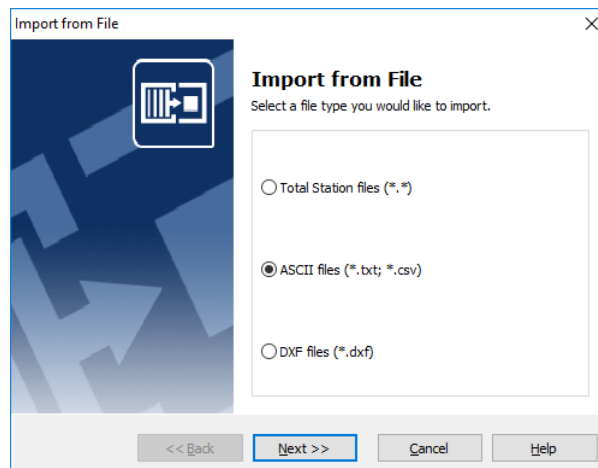 Import from File
Import from File
Select a file type you would like to import.
Total Station files (*.*)
ASCII files (*.txt; *.csv)
DXF files (*.dxf)
<< Back Next >> Cancel Help